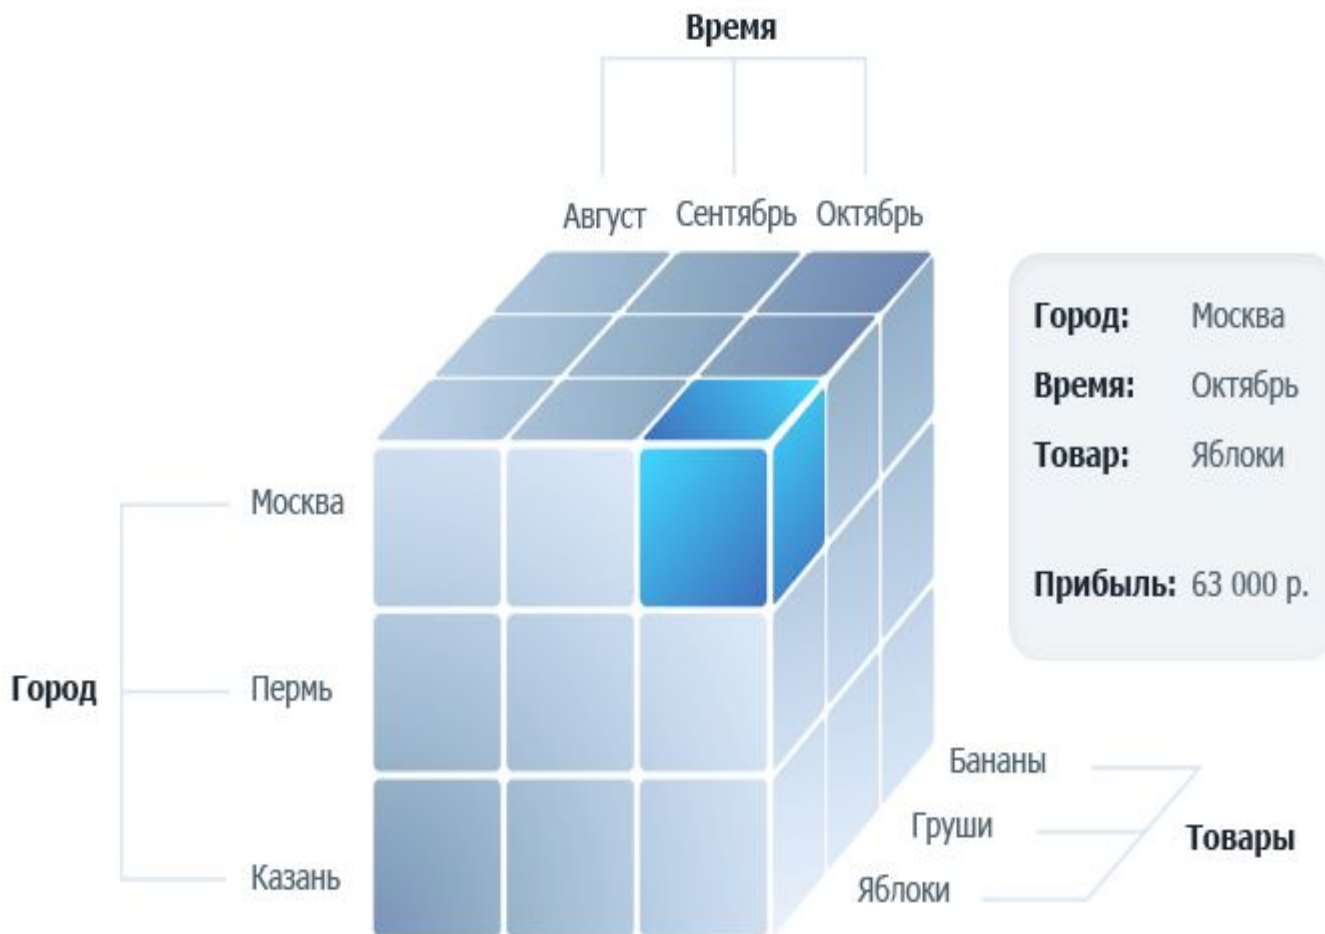 Время
Август Сентябрь Октябрь
Город: Москва
Время: Октябрь
Товар: Яблоки
Прибыль: 63 000 р.
Москва
Город
Пермь
Казань
Бананы
Груши
Товары
Яблоки